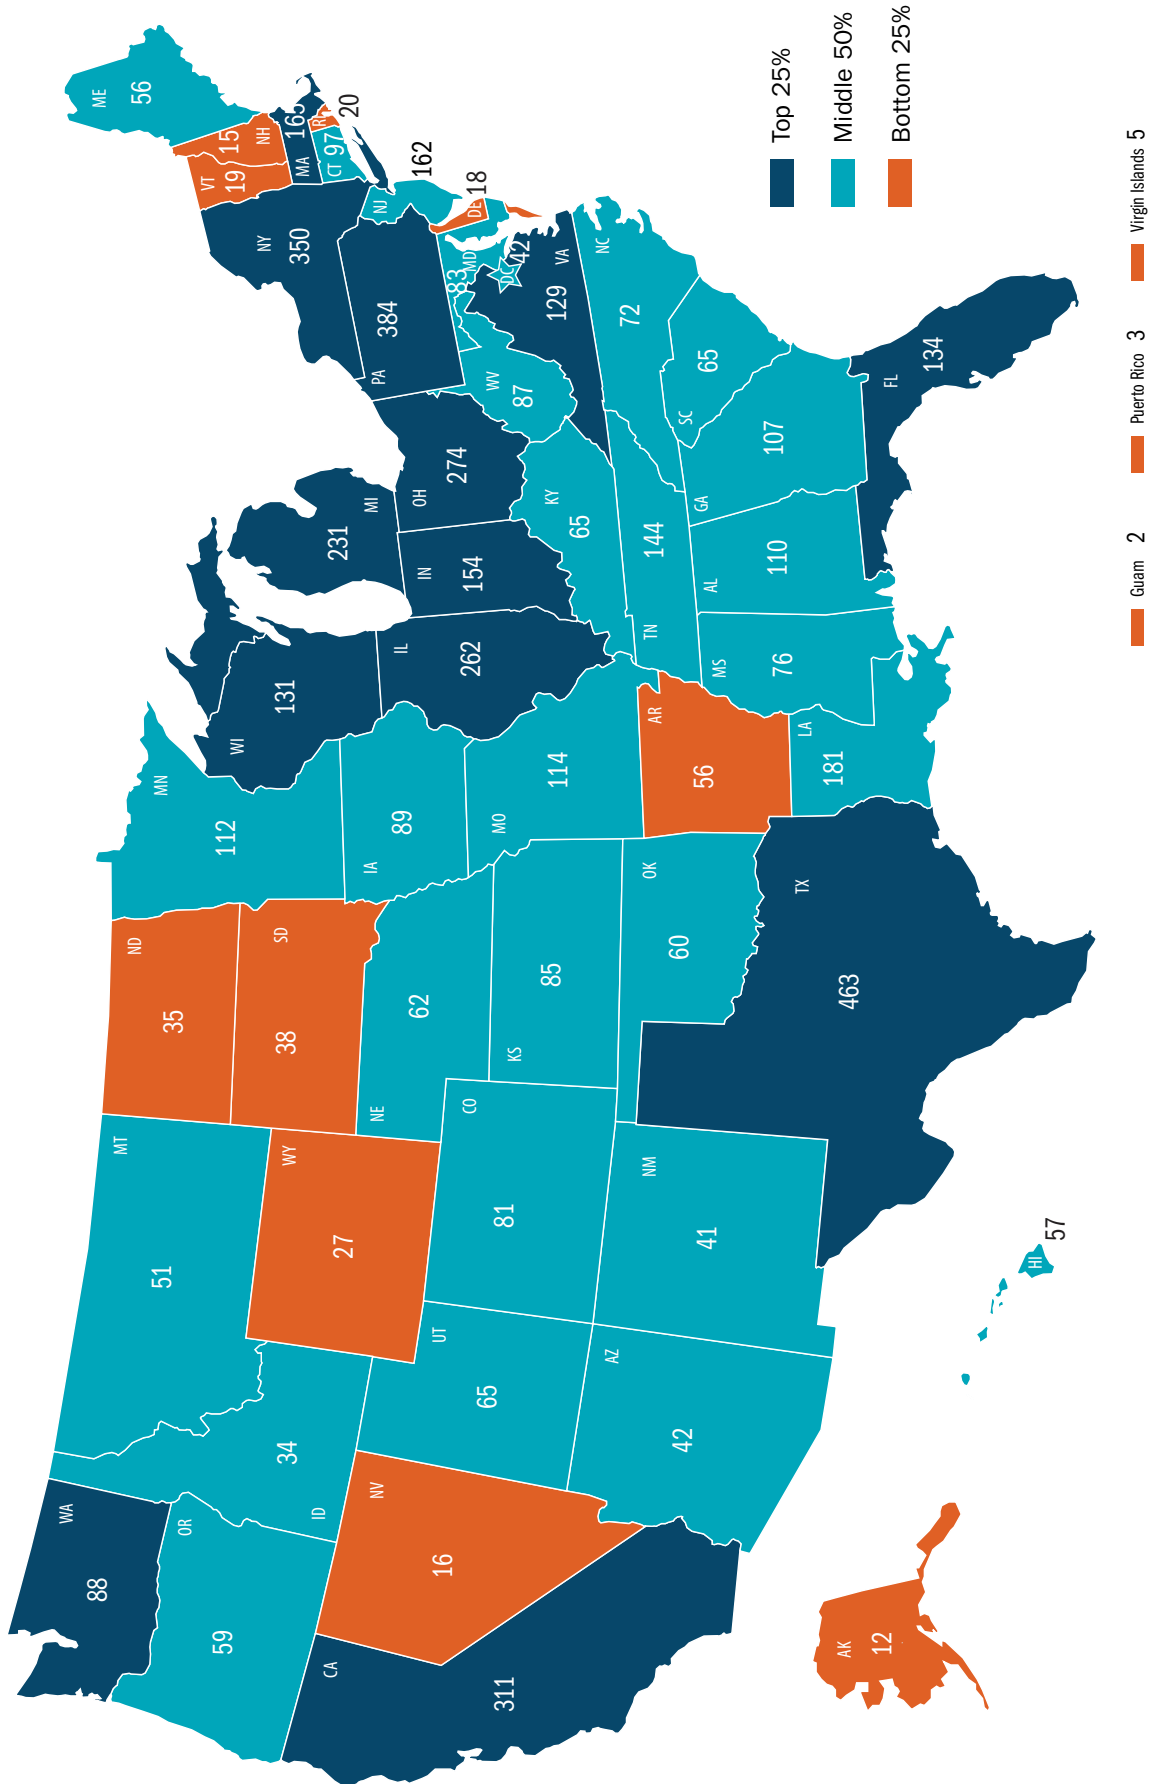 WA
88
OR
59
CA
311
NV
16
ID
34
MT
51
WY
27
UT
65
AZ
42
CO
81
NM
41
ND
35
SD
38
NE
62
KS
85
OK
60
TX
463
MN
112
IA
89
MO
114
AR
56
LA
181
WI
131
IL
262
MI
231
IN
154
OH
274
KY
65
TN
144
MS
76
AL
110
GA
107
FL
134
SC
65
NC
72
VA
129
WV
87
MD
83
DC
42
DE
18
PA
384
NJ
162
NY
350
CT
97
RI
20
MA
165
VT
19
NH
15
ME
56
AK
12
HI
57
Top 25%
Middle 50%
Bottom 25%
Guam 2
Puerto Rico 3
Virgin Islands 5